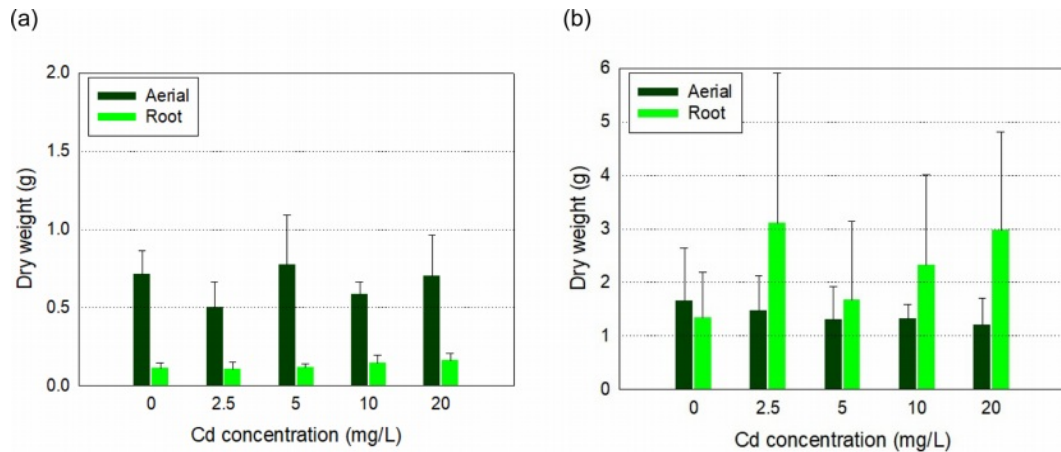 (a)
Dry weight (g)
2.0
1.5
1.0
0.5
0.0
Aerial
Root
0 2.5 5 10 20
Cd concentration (mg/L)
(b)
Dry weight (g)
6
5
4
3
2
1
0
Aerial
Root
0 2.5 5 10 20
Cd concentration (mg/L)